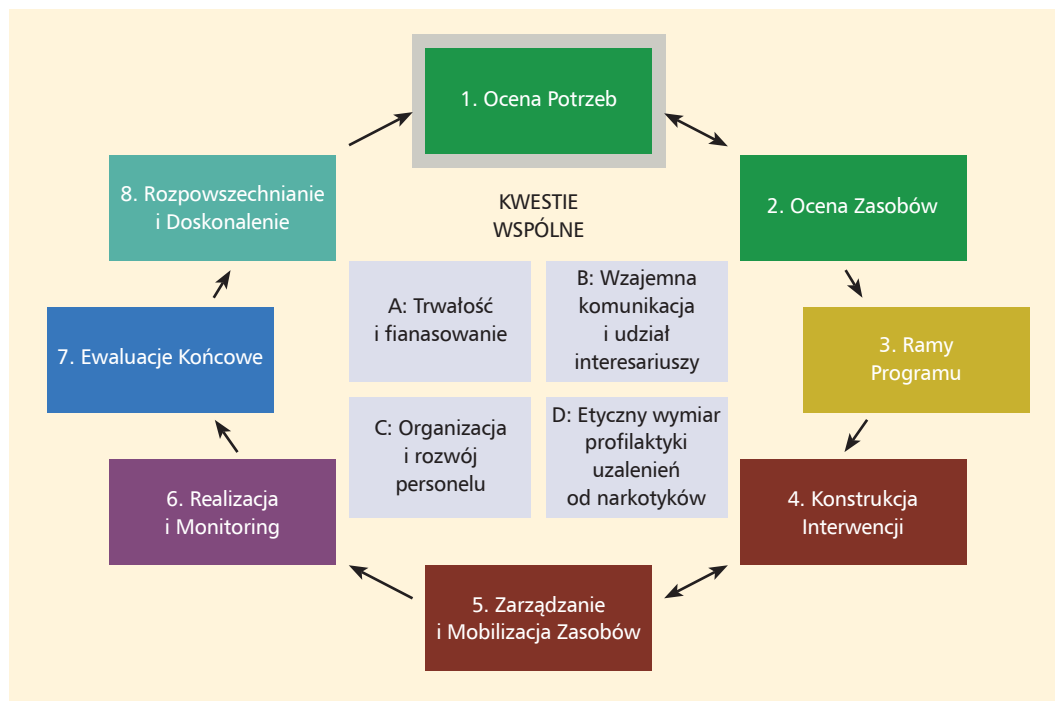 1. Ocena Potrzeb
2. Ocena Zasobów
3. Ramy
Programu
4. Konstrukcja
Interwencji
5. Zarządzanie
i Mobilizacja Zasobów
6. Realizacja
i Monitoring
7. Ewaluacje Końcowe
8. Rozpowszechnianie
i Doskonalenie
KWESTIE
WSPÓLNE
A: Trwałość
i fianasowanie
B: Wzajemna
komunikacja
i udział
interesariuszy
C: Organizacja
i rozwój
personelu
D: Etyczny wymiar
profilaktyki
uzalenień
od narkotyków